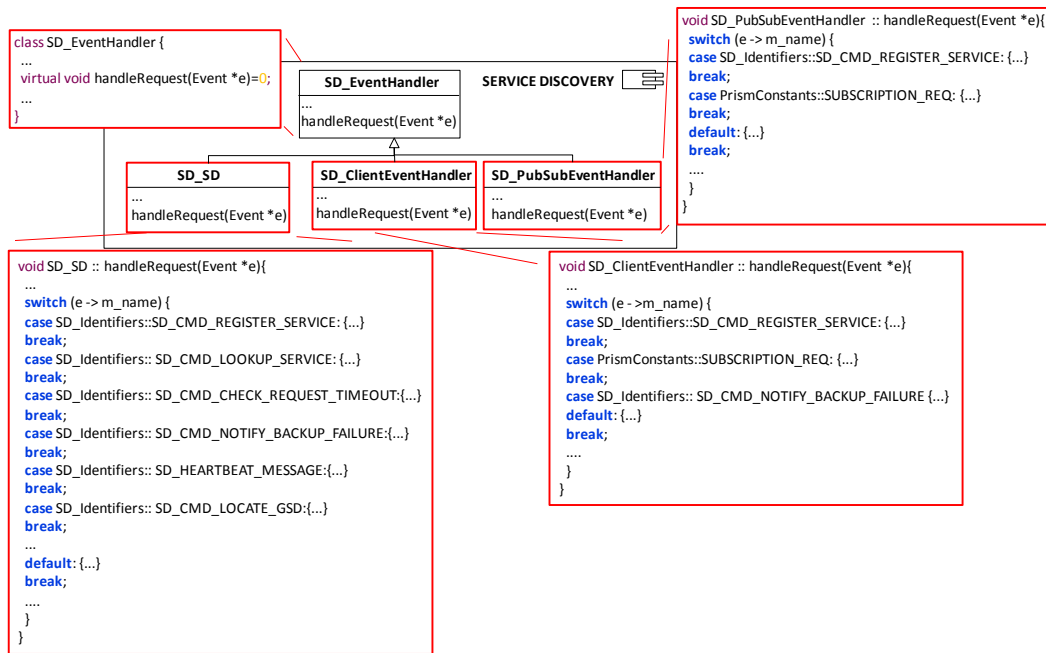 class SD_EventHandler {
...
virtual void handleRequest(Event *e)=0;
...
}
SD_EventHandler
...
handleRequest(Event *e)
SERVICE DISCOVERY
SD_SD
...
handleRequest(Event *e)
SD_ClientEventHandler
...
handleRequest(Event *e)
SD_PubSubEventHandler
...
handleRequest(Event *e)
void SD_PubSubEventHandler :: handleRequest(Event *e){
switch (e -> m_name) {
case SD_Identifiers::SD_CMD_REGISTER_SERVICE: {...}
break;
case PrismConstants::SUBSCRIPTION_REQ: {...}
break;
default: {...}
break;
....
}
}
void SD_SD :: handleRequest(Event *e){
...
switch (e -> m_name) {
case SD_Identifiers::SD_CMD_REGISTER_SERVICE: {...}
break;
case SD_Identifiers:: SD_CMD_LOOKUP_SERVICE: {...}
break;
case SD_Identifiers:: SD_CMD_CHECK_REQUEST_TIMEOUT:{...}
break;
case SD_Identifiers:: SD_CMD_NOTIFY_BACKUP_FAILURE:{...}
break;
case SD_Identifiers:: SD_HEARTBEAT_MESSAGE:{...}
break;
case SD_Identifiers:: SD_CMD_LOCATE_GSD:{...}
break;
...
default: {...}
break;
....
}
}
void SD_ClientEventHandler :: handleRequest(Event *e){
...
switch (e ->m_name) {
case SD_Identifiers::SD_CMD_REGISTER_SERVICE: {...}
break;
case PrismConstants::SUBSCRIPTION_REQ: {...}
break;
case SD_Identifiers:: SD_CMD_NOTIFY_BACKUP_FAILURE {...}
default: {...}
break;
....
}
}